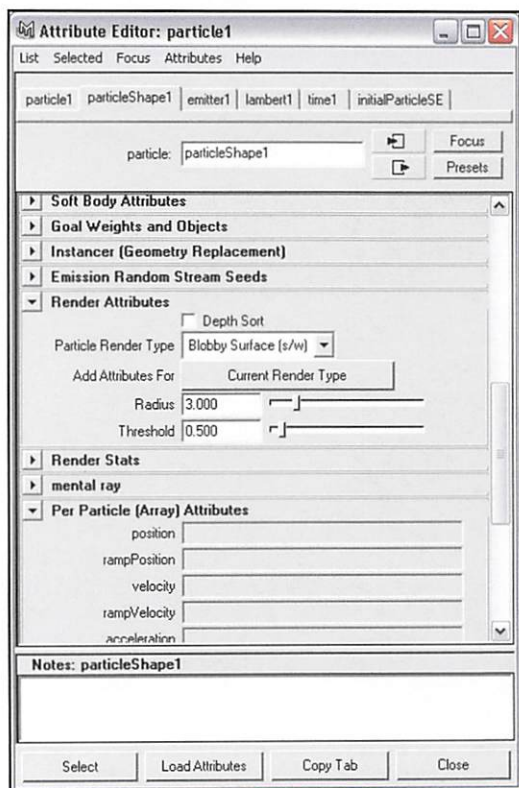 Attribute Editor: particle1
List Selected Focus Attributes Help
particle1 particleShape1 emitter1 lambert1 time1 initialParticleSE
particle: particleShape1
Focus
Presets
Soft Body Attributes
Goal Weights and Objects
Instancer (Geometry Replacement)
Emission Random Stream Seeds
Render Attributes
Depth Sort
Particle Render Type Blobby Surface (s/w)
Add Attributes For Current Render Type
Radius 3.000
Threshold 0.500
Render Stats
mental ray
Per Particle (Array) Attributes
position
rampPosition
velocity
rampVelocity
acceleration
Notes: particleShape1
Select Load Attributes Copy Tab Close